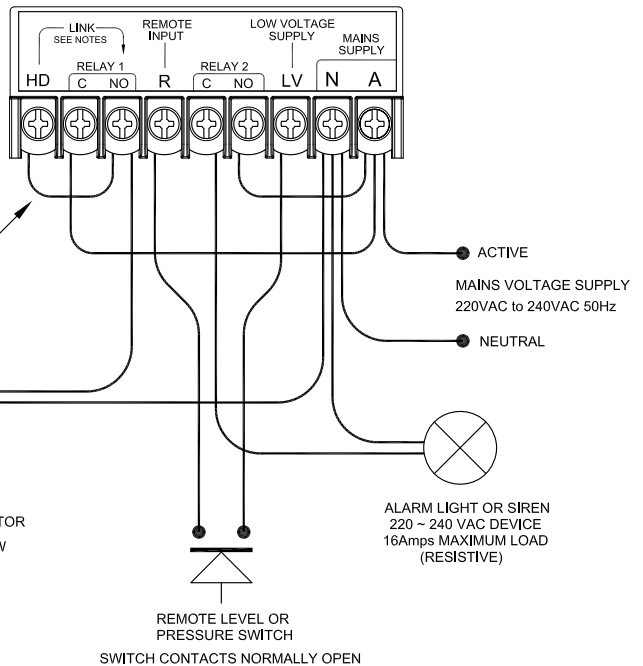 LINK
SEE NOTES
REMOTE
INPUT
LOW VOLTAGE
SUPPLY
MAINS
SUPPLY
HD
RELAY 1
C NO
R
RELAY 2
C NO
LV
N
A
ACTIVE
MAINS VOLTAGE SUPPLY
220VAC to 240VAC 50Hz
NEUTRAL
ALARM LIGHT OR SIREN
220 ~ 240 VAC DEVICE
16Amps MAXIMUM LOAD
(RESISTIVE)
TOR
W
REMOTE LEVEL OR
PRESSURE SWITCH
SWITCH CONTACTS NORMALLY OPEN